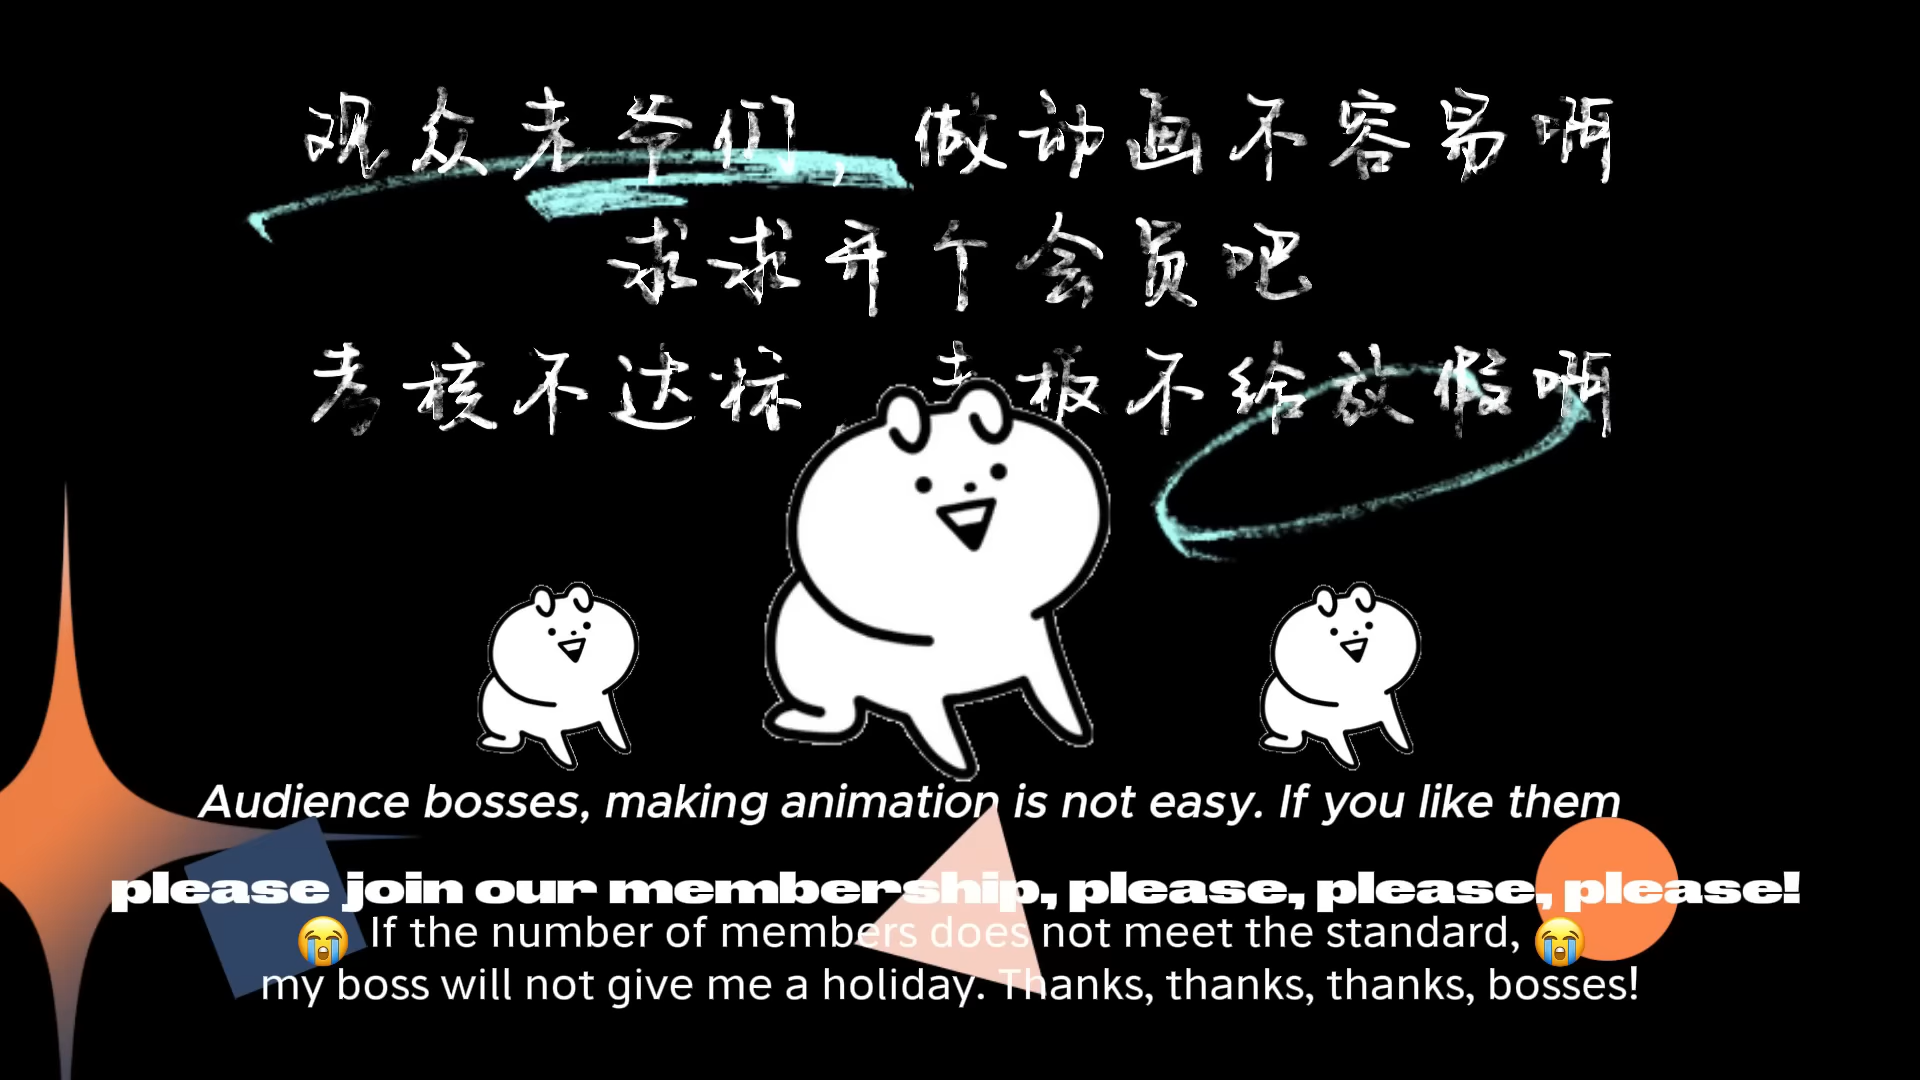 观众老爷们，做动画不容易啊
求求开个会员吧
考核不达标，老板不给放假啊
Audience bosses, making animation is not easy. If you like them
please join our membership, please, please, please!
😭 If the number of members does not meet the standard, 😭
my boss will not give me a holiday. Thanks, thanks, thanks, bosses!